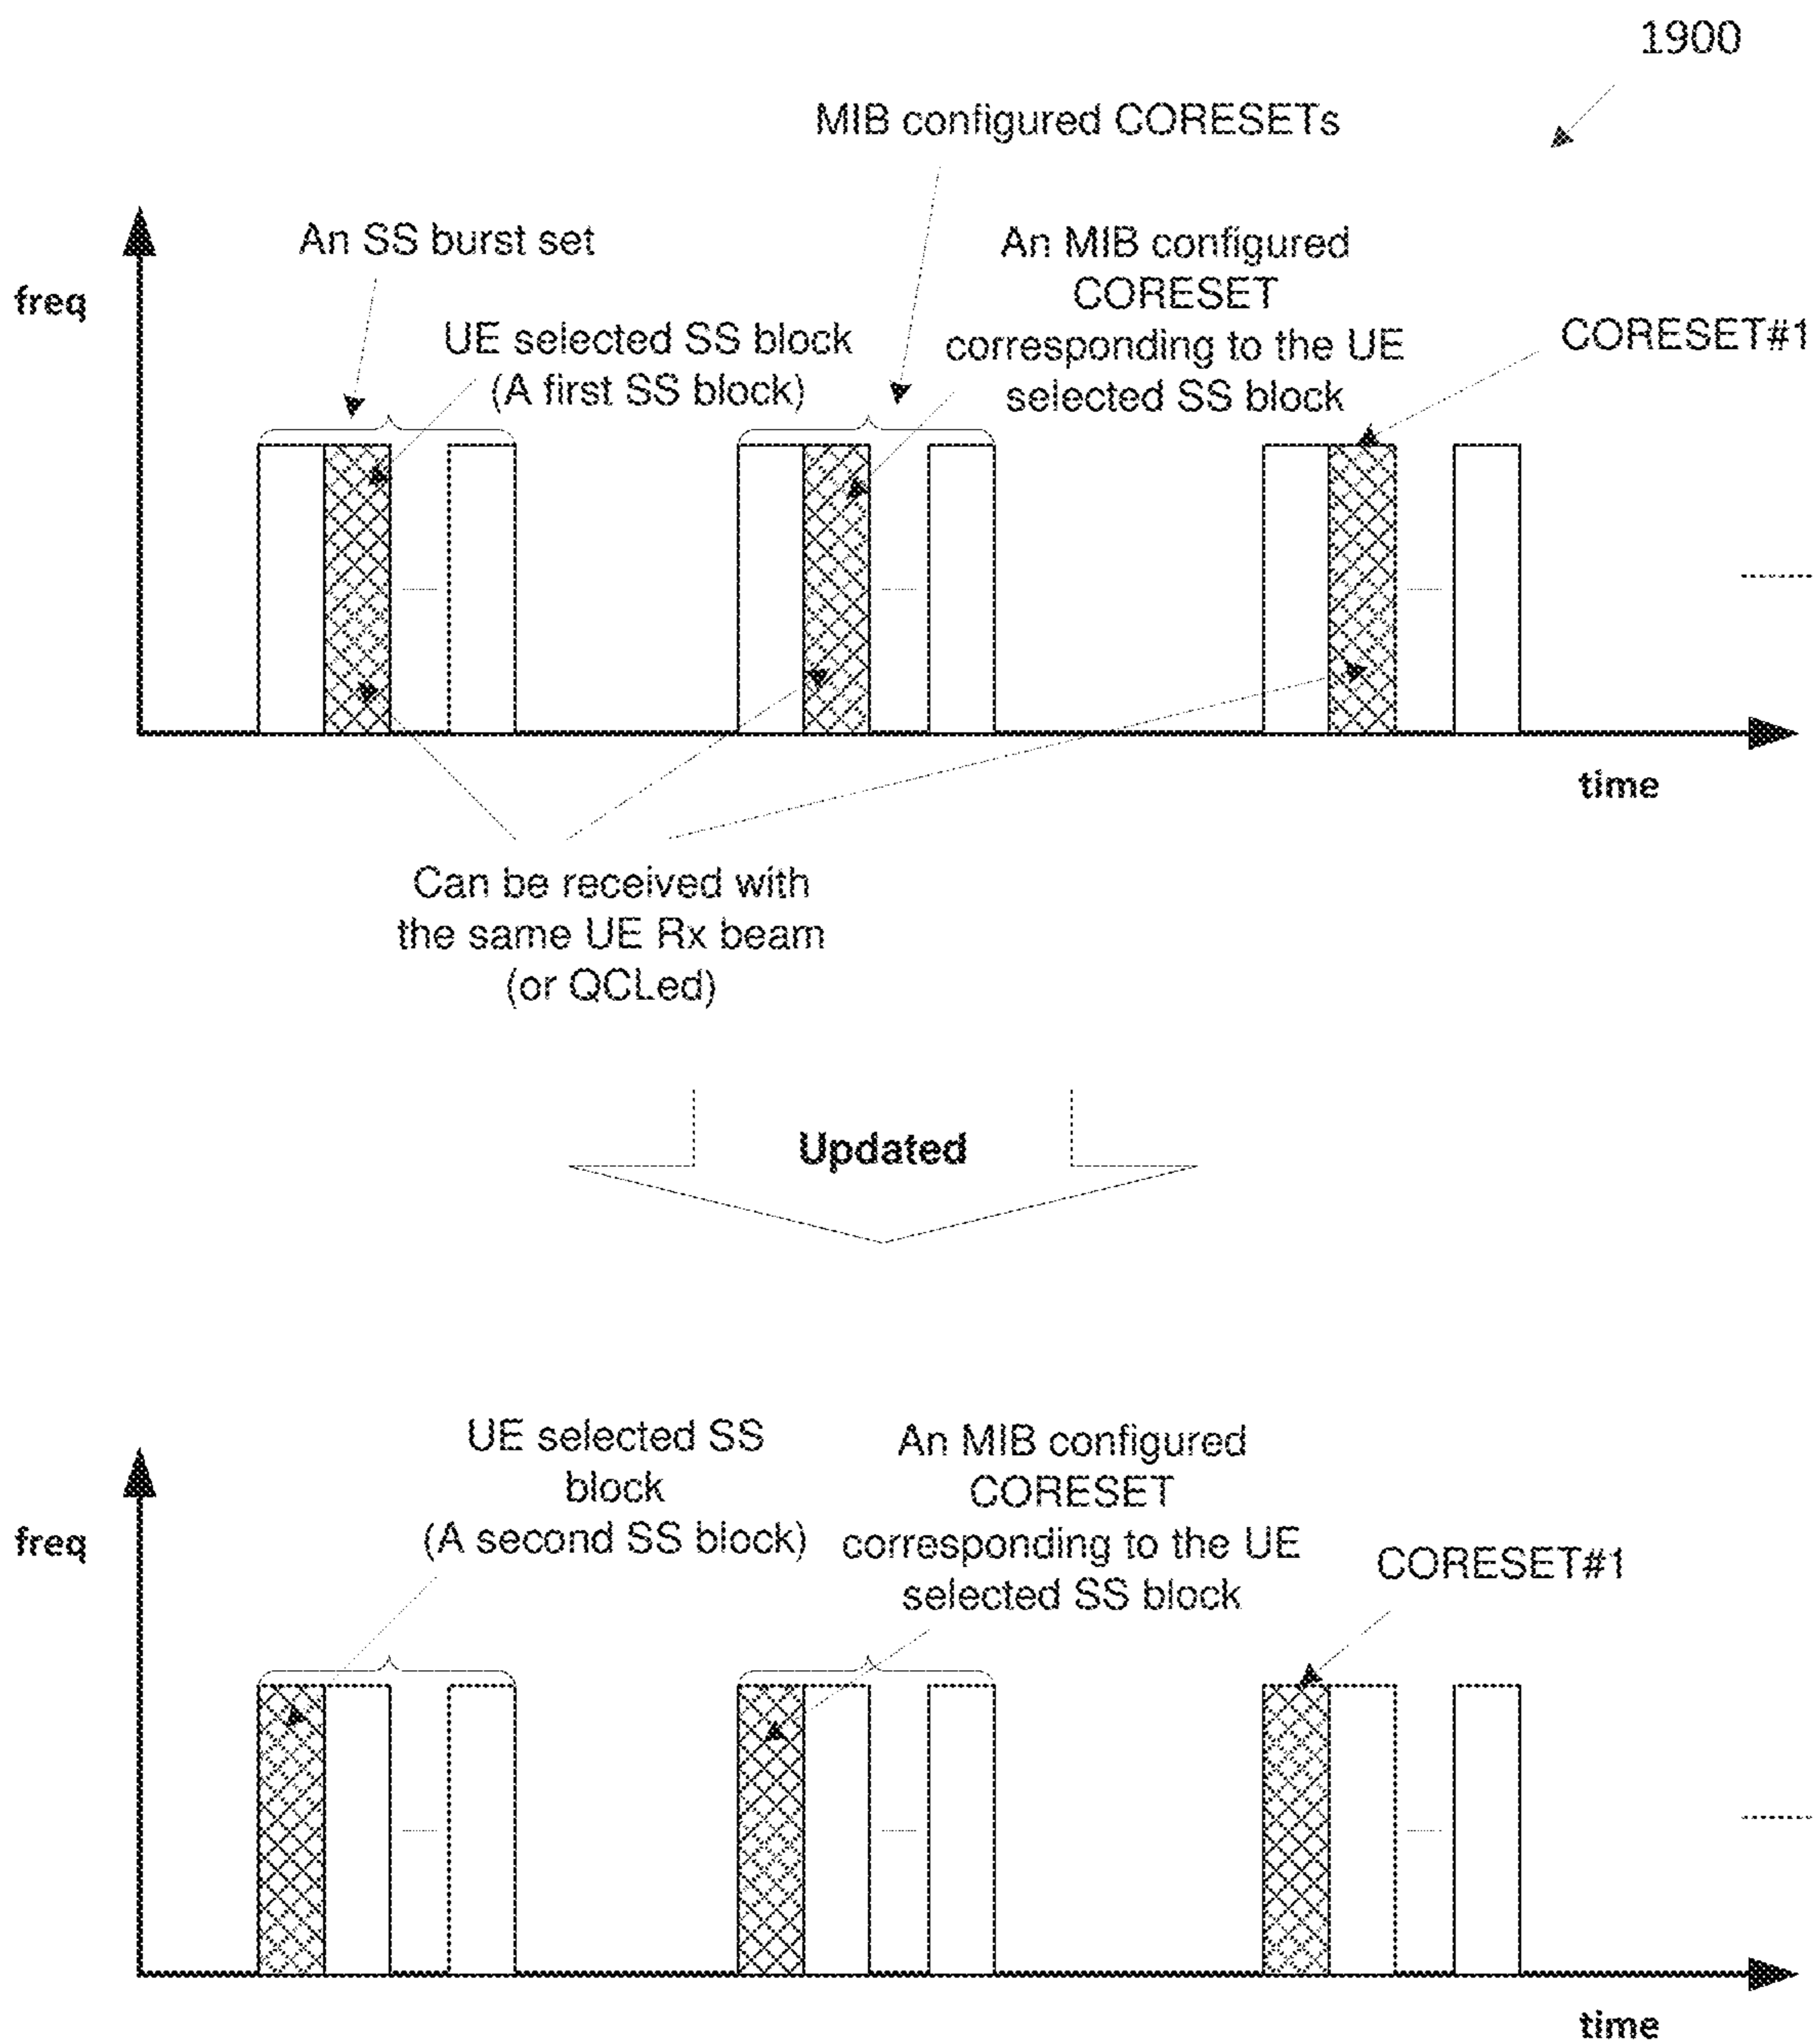 1900
MIB configured CORESETs
An SS burst set
An MIB configured
CORESET
corresponding to the UE
selected SS block
freq
UE selected SS block
(A first SS block)
CORESET#1
time
Can be received with
the same UE Rx beam
(or QCLed)
Updated
UE selected SS
block
(A second SS block)
An MIB configured
CORESET
corresponding to the UE
selected SS block
freq
CORESET#1
time